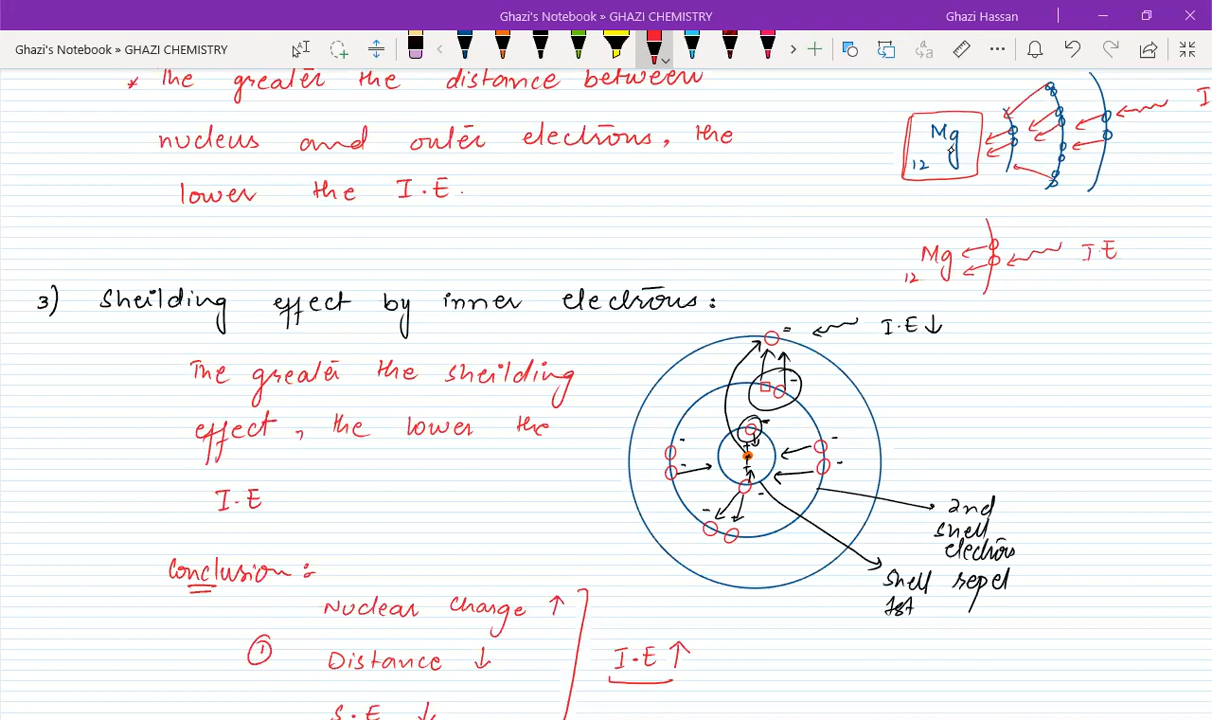 Ghazi's Notebook » GHAZI CHEMISTRY
Ghazi Hassan
Ghazi's Notebook » GHAZI CHEMISTRY
* The greater the distance between
nucleus and outer electrons, the
lower the I.E.
Mg
12
I
Mg
12
I.E
3) Sheilding effect by inner electrons:
I.E ↓
The greater the sheilding
effect, the lower the
I.E
2nd
shell
electrons
shell repel
1st
Conclusion:
Nuclear Charge ↑
① Distance ↓
I.E ↑
S.E ↓